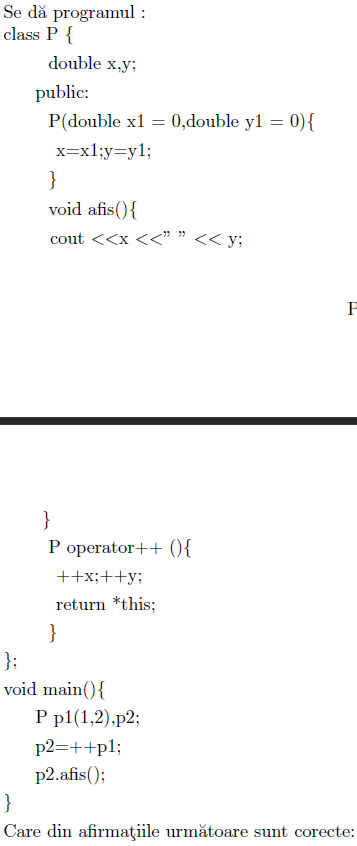 Se dă programul :
class P {
double x,y;
public:
P(double x1 = 0,double y1 = 0){
x=x1;y=y1;
}
void afis(){
cout <<x <<” ” << y;
P
}
P operator++ (){
++x;++y;
return *this;
}
};
void main(){
P p1(1,2),p2;
p2=++p1;
p2.afis();
}
Care din afirmaţiile următoare sunt corecte: